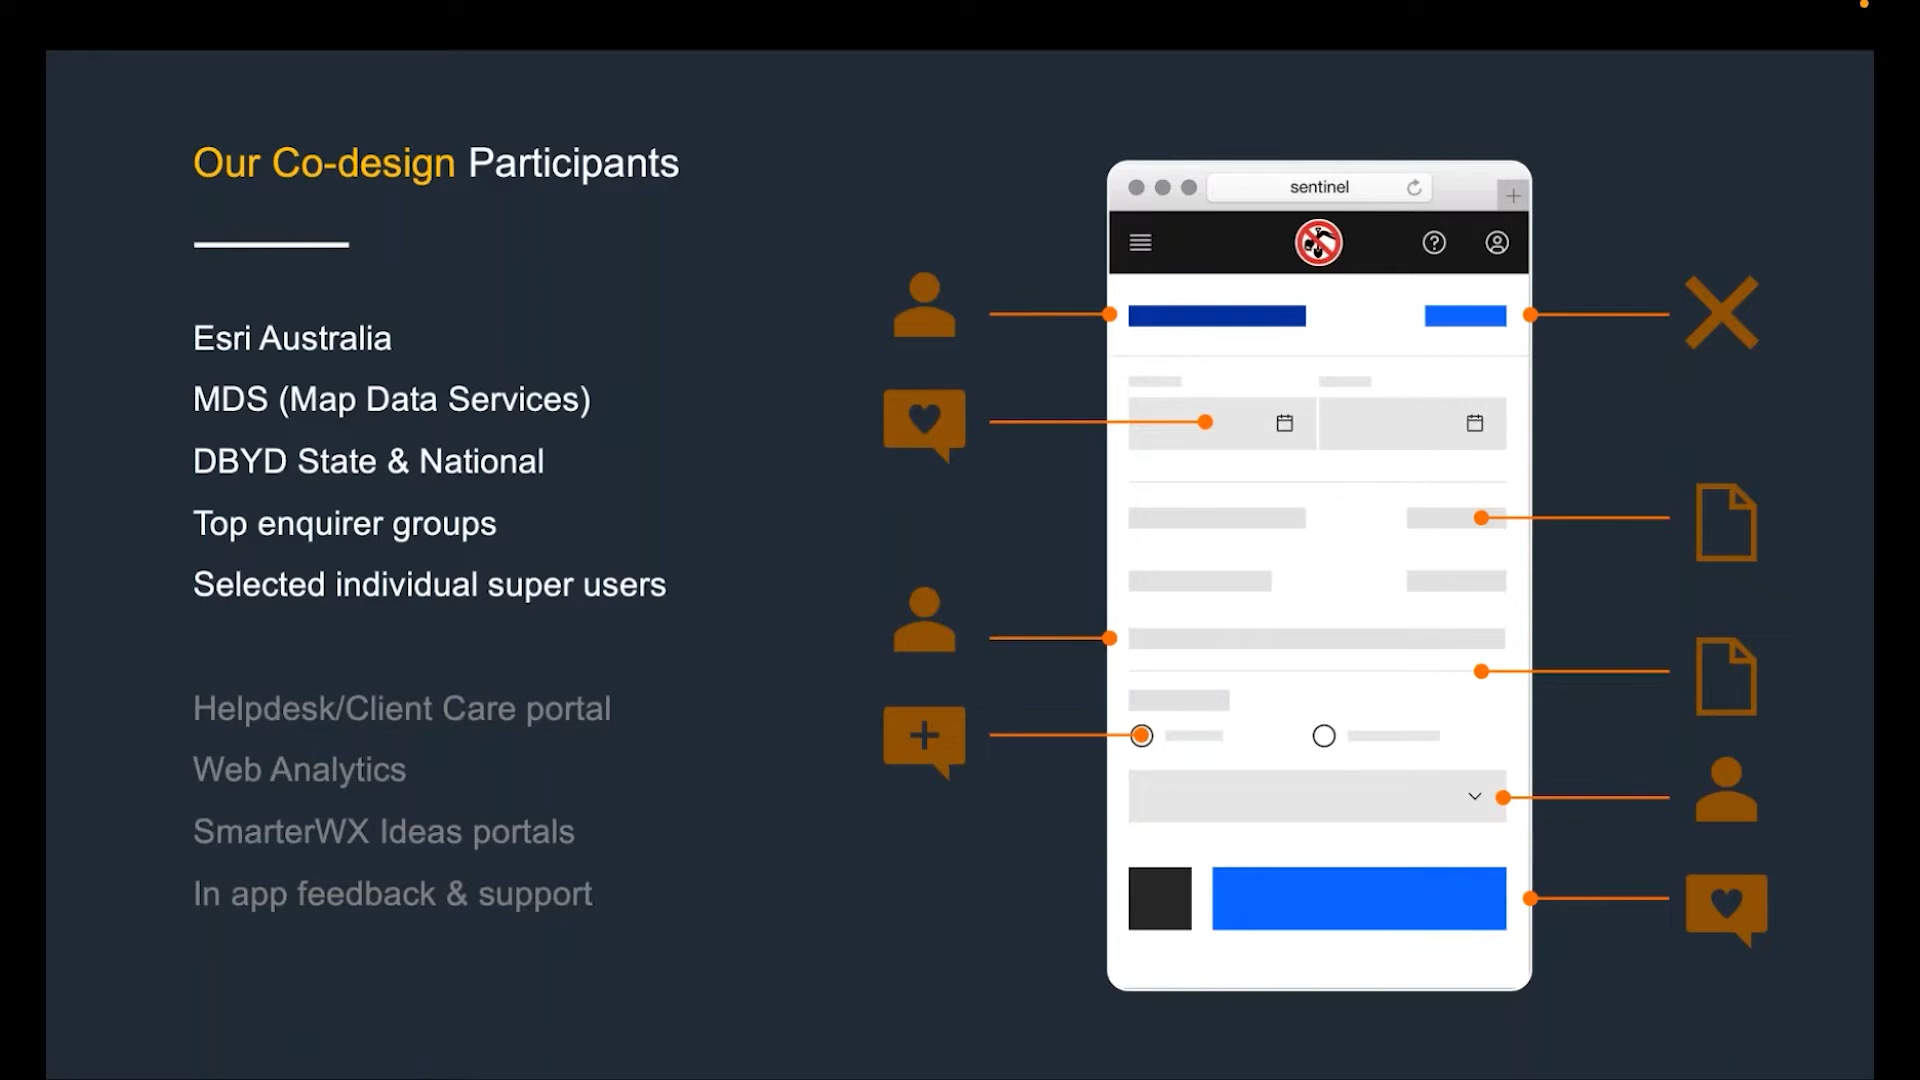 Our Co-design Participants
sentinel
Esri Australia
MDS (Map Data Services)
DBYD State & National
Top enquirer groups
Selected individual super users
Helpdesk/Client Care portal
Web Analytics
SmarterWX Ideas portals
In app feedback & support